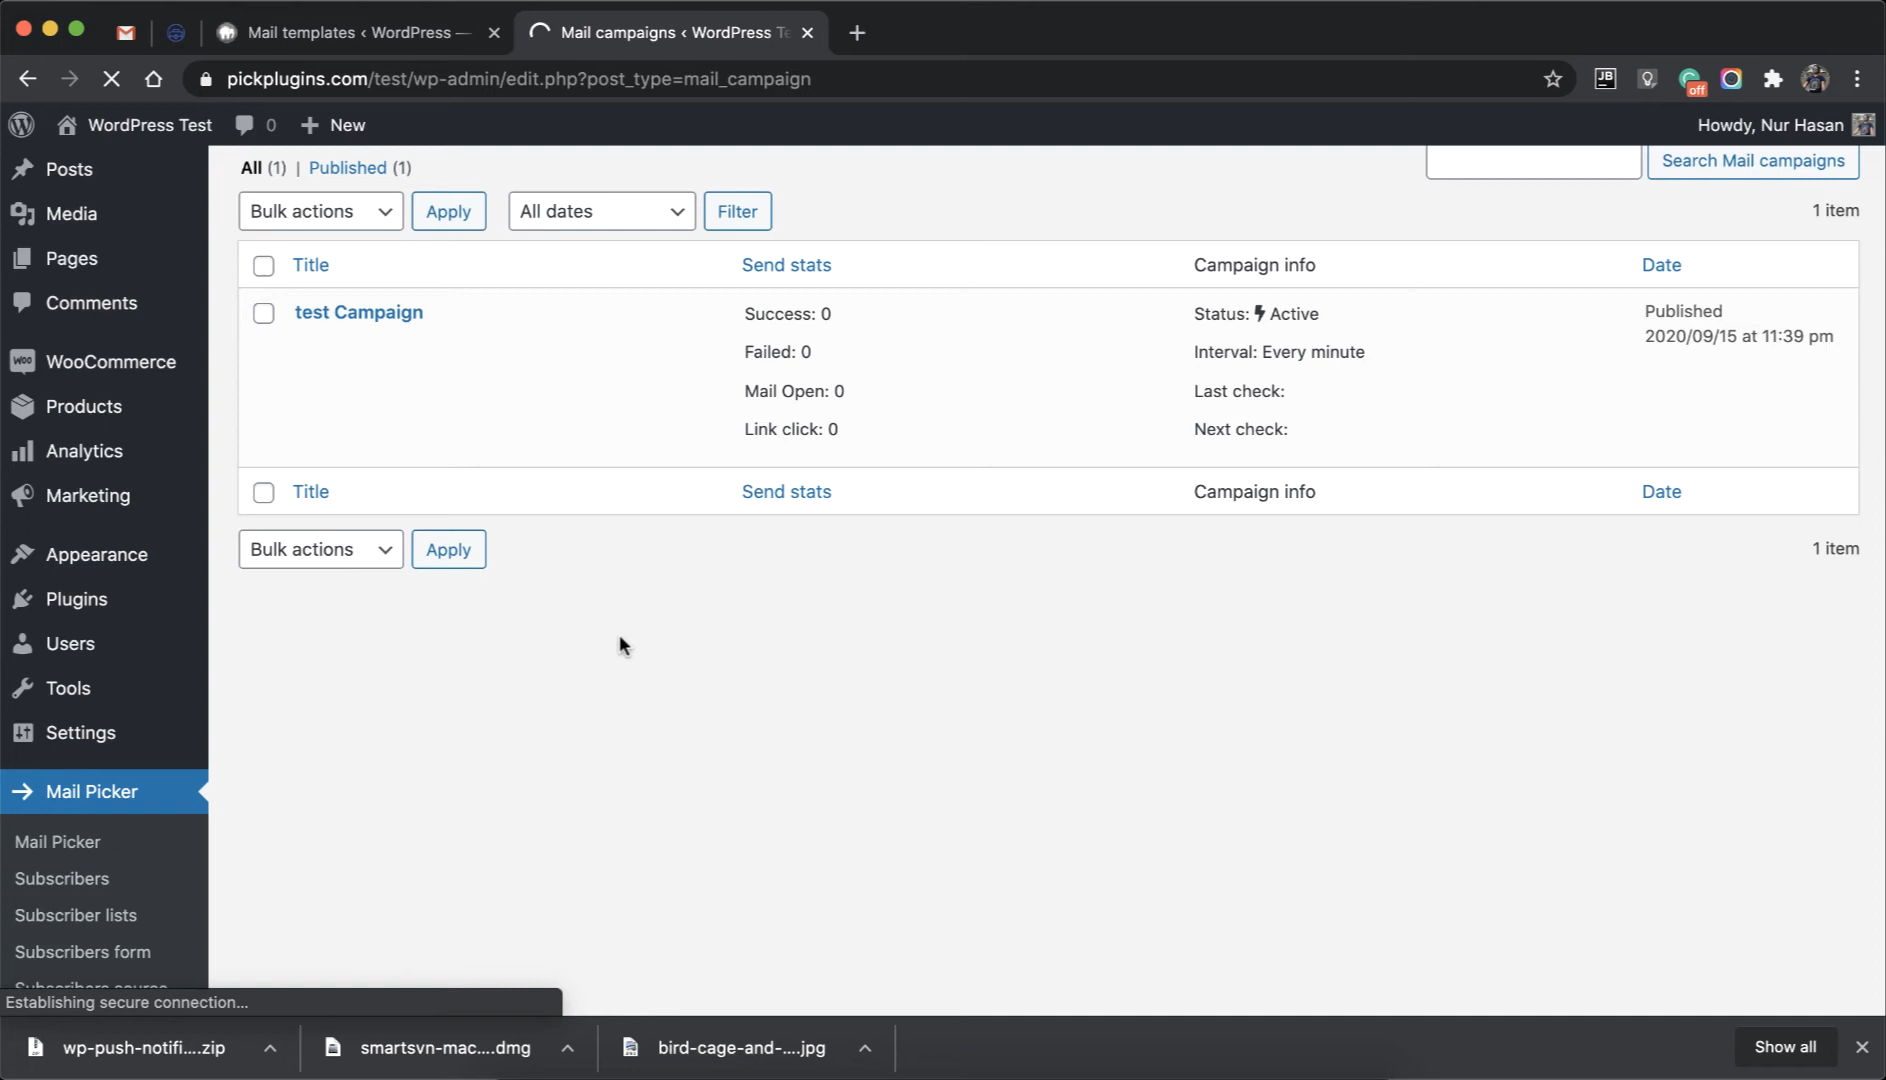 Mail templates ‹ WordPress —
Mail campaigns ‹ WordPress Te
pickplugins.com/test/wp-admin/edit.php?post_type=mail_campaign
JB
off
WordPress Test
0
New
Howdy, Nur Hasan
Posts
Media
Pages
Comments
WOO
WooCommerce
Products
Analytics
Marketing
Appearance
Plugins
Users
Tools
Settings
Mail Picker
Mail Picker
Subscribers
Subscriber lists
Subscribers form
Subscribers source
All (1) | Published (1)
Search Mail campaigns
Bulk actions
Apply
All dates
Filter
1 item
Title
Send stats
Campaign info
Date
test Campaign
Success: 0
Failed: 0
Mail Open: 0
Link click: 0
Status: Active
Interval: Every minute
Last check:
Next check:
Published
2020/09/15 at 11:39 pm
Title
Send stats
Campaign info
Date
Bulk actions
Apply
1 item
Establishing secure connection...
wp-push-notifi....zip
smartsvn-mac....dmg
bird-cage-and-....jpg
Show all